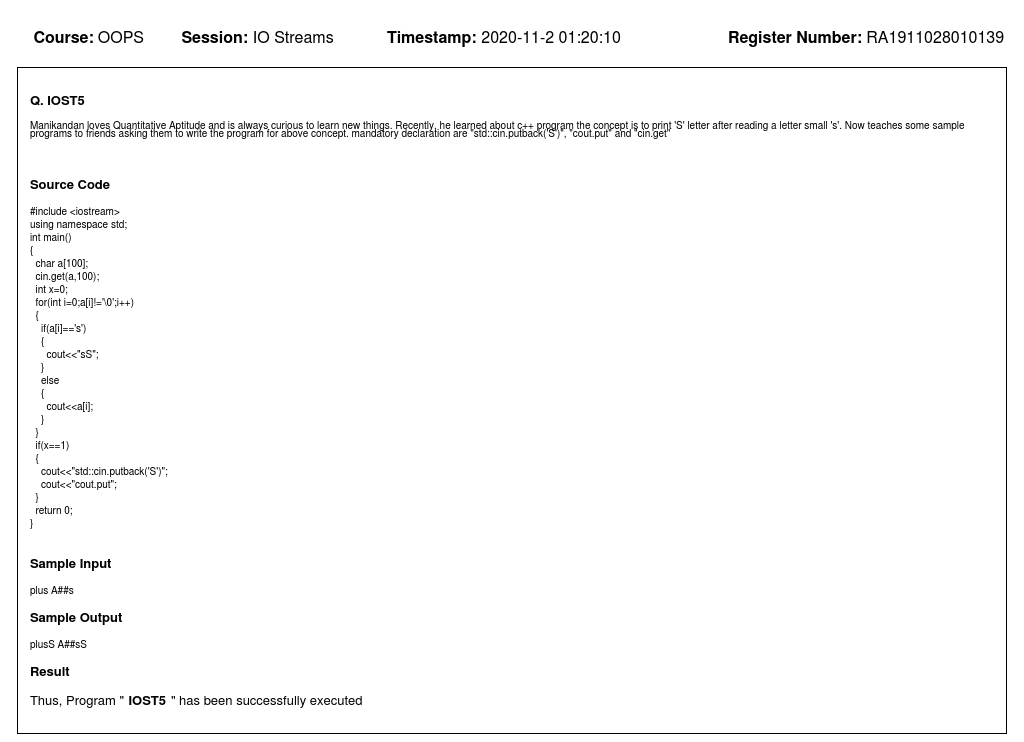 Course: OOPS Session: IO Streams Timestamp: 2020-11-2 01:20:10 Register Number: RA1911028010139
Q. IOST5
Manikandan loves Quantitative Aptitude and is always curious to learn new things. Recently, he learned about c++ program the concept is to print 'S' letter after reading a letter small 's'. Now teaches some sample
programs to friends asking them to write the program for above concept. mandatory declaration are "std::cin.putback('S')", "cout.put" and "cin.get"
Source Code
#include <iostream>
using namespace std;
int main()
{
  char a[100];
  cin.get(a,100);
  int x=0;
  for(int i=0;a[i]!='\0';i++)
  {
    if(a[i]=='s')
    {
      cout<<"sS";
    }
    else
    {
      cout<<a[i];
    }
  }
  if(x==1)
  {
    cout<<"std::cin.putback('S')";
    cout<<"cout.put";
  }
  return 0;
}
Sample Input
plus A##s
Sample Output
plusS A##sS
Result
Thus, Program " IOST5 " has been successfully executed